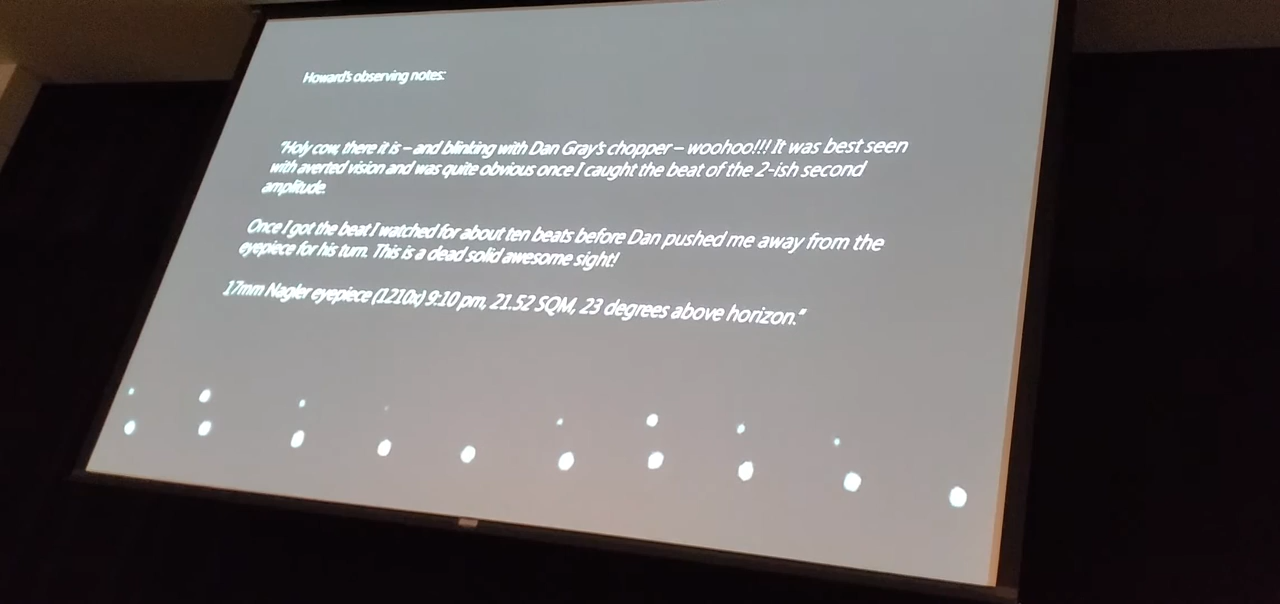 Howard's observing notes:
"Holy cow, there it is – and blinking with Dan Gray's chopper – woohoo!!! It was best seen
with averted vision and was quite obvious once I caught the beat of the 2-ish second
amplitude.
Once I got the beat I watched for about ten beats before Dan pushed me away from the
eyepiece for his turn. This is a dead solid awesome sight!
17mm Nagler eyepiece (1210x) 9:10 pm, 21.52 SQM, 23 degrees above horizon."